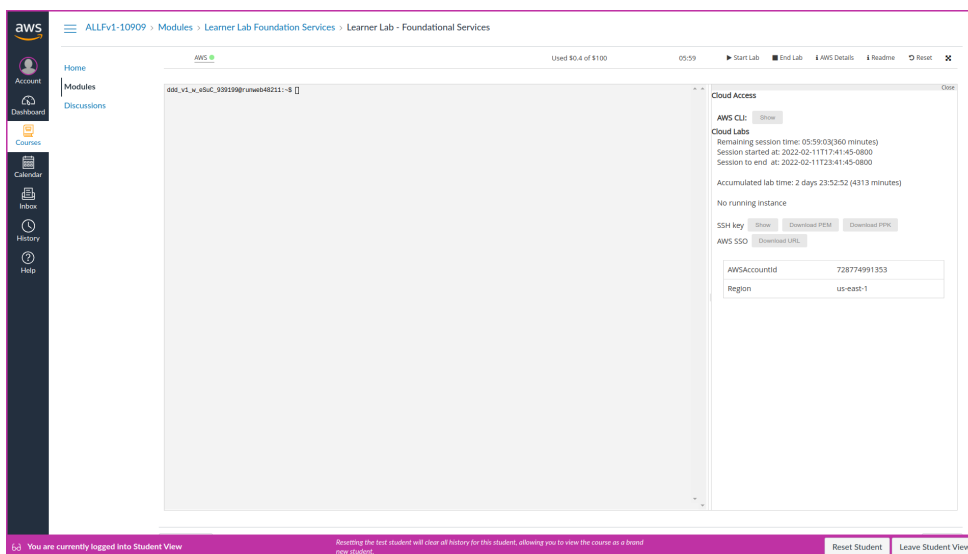 aws
ALLFv1-10909 > Modules > Learner Lab Foundation Services > Learner Lab - Foundational Services
Account
Dashboard
Courses
Calendar
Inbox
History
Help
Home
Modules
Discussions
AWS
Used $0.4 of $100
05:59
Start Lab
End Lab
AWS Details
Readme
Reset
ddd_v1_w_eSuC_939199@runweb48211:~$
Close
Cloud Access
AWS CLI: Show
Cloud Labs
Remaining session time: 05:59:03(360 minutes)
Session started at: 2022-02-11T17:41:45-0800
Session to end at: 2022-02-11T23:41:45-0800
Accumulated lab time: 2 days 23:52:52 (4313 minutes)
No running instance
SSH key Show Download PEM Download PPK
AWS SSO Download URL
AWSAccountId 728774991353
Region us-east-1
You are currently logged into Student View
Resetting the test student will clear all history for this student, allowing you to view the course as a brand
new student.
Reset Student
Leave Student View